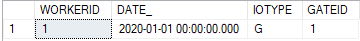 WORKERID DATE_ IOTYPE GATEID
1 1 2020-01-01 00:00:00.000 G 1